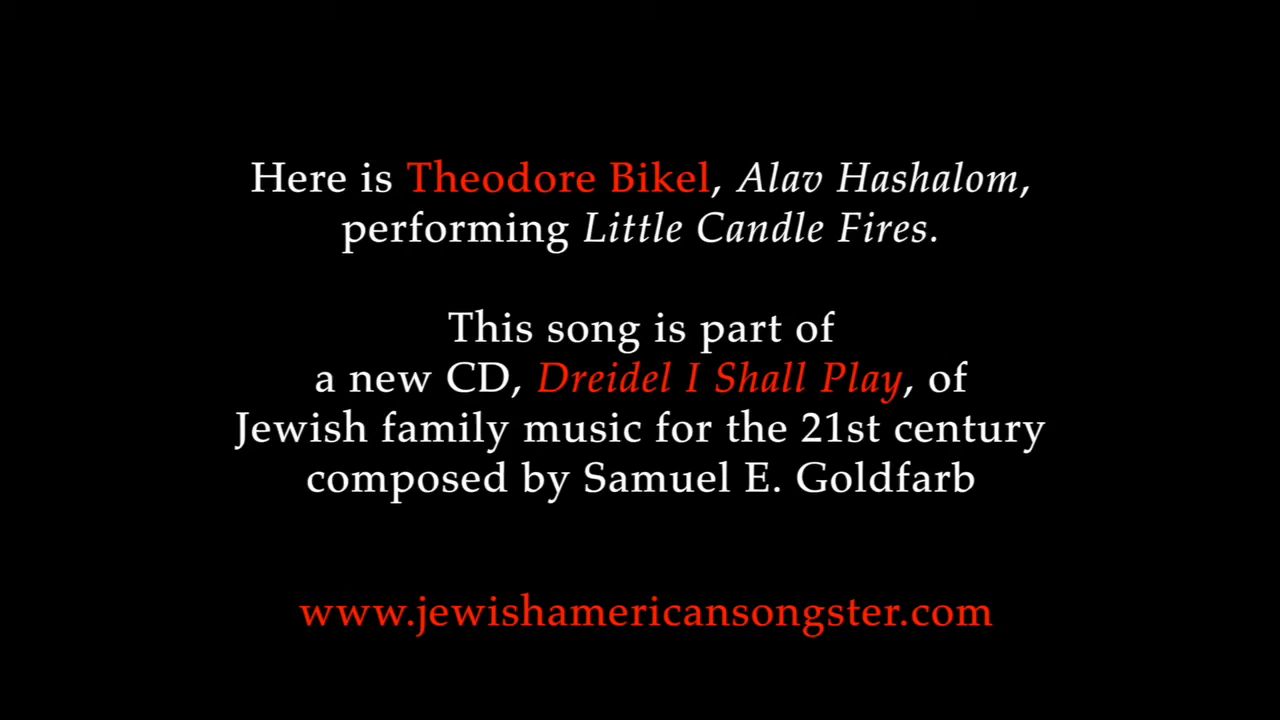 Here is Theodore Bikel, Alav Hashalom,
performing Little Candle Fires.
This song is part of
a new CD, Dreidel I Shall Play, of
Jewish family music for the 21st century
composed by Samuel E. Goldfarb
www.jewishamericansongster.com